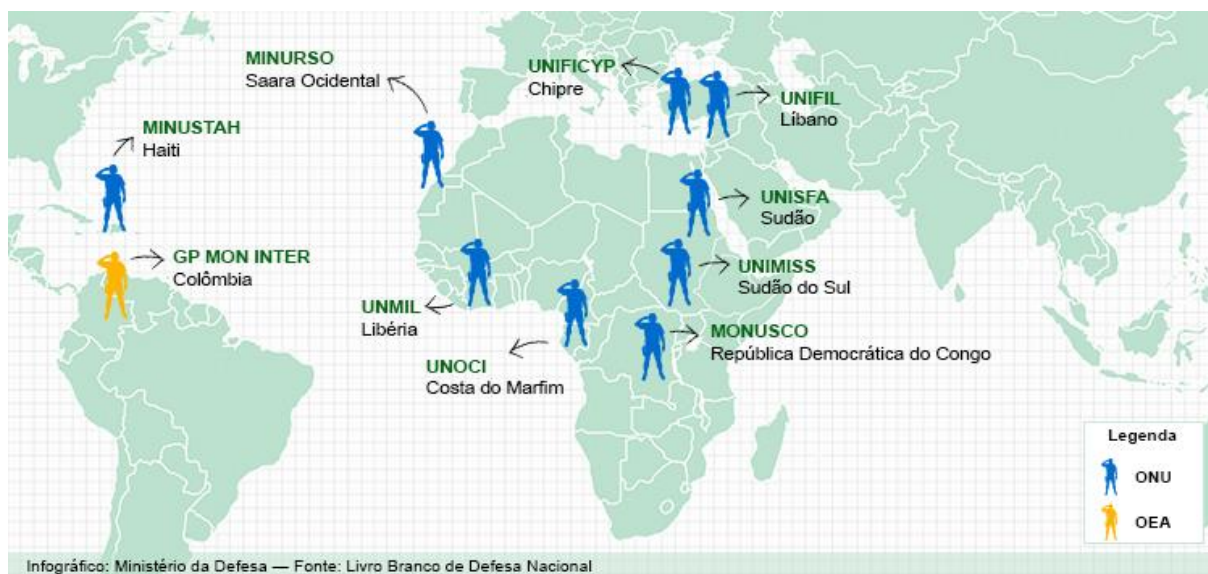 MINURSO
Saara Ocidental
UNIFICYP
Chipre
UNIFIL
Líbano
MINUSTAH
Haiti
UNISFA
Sudão
GP MON INTER
Colômbia
UNIMISS
Sudão do Sul
UNMIL
Libéria
MONUSCO
República Democrática do Congo
UNOCI
Costa do Marfim
Legenda
ONU
OEA
Infográfico: Ministério da Defesa — Fonte: Livro Branco de Defesa Nacional